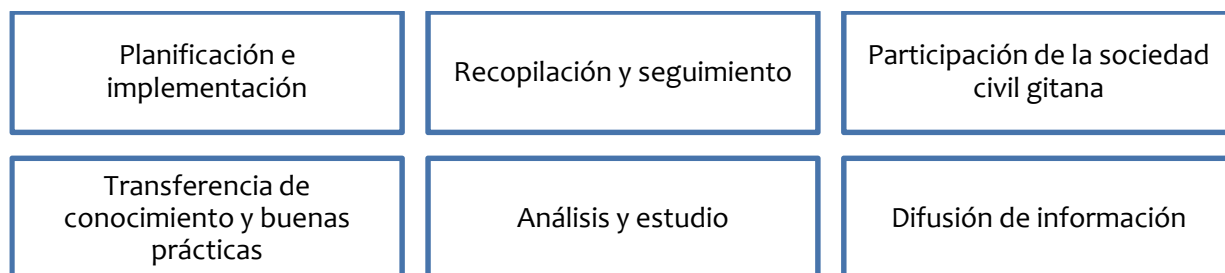 Planificación e
implementación
Recopilación y seguimiento
Participación de la sociedad
civil gitana
Transferencia de
conocimiento y buenas
prácticas
Análisis y estudio
Difusión de información